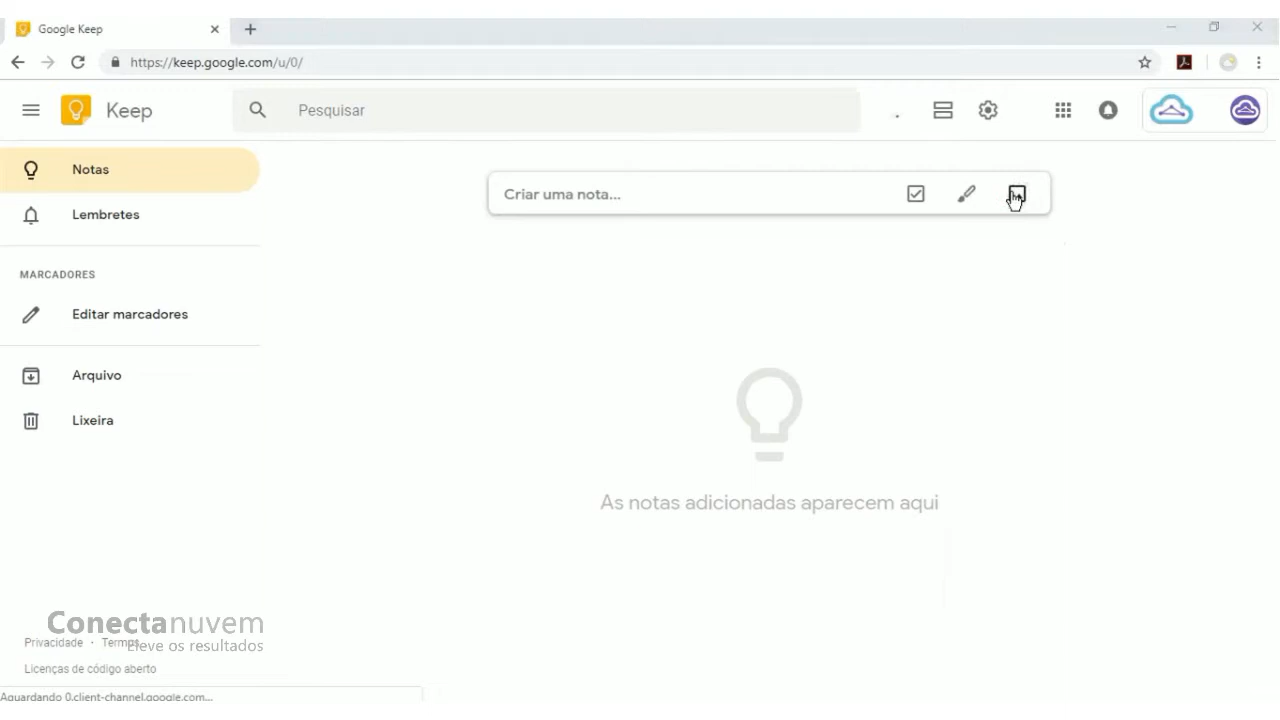 Google Keep
https://keep.google.com/u/0/
Keep
Pesquisar
Notas
Criar uma nota...
Lembretes
MARCADORES
Editar marcadores
Arquivo
Lixeira
As notas adicionadas aparecem aqui
Conectanuvem
Eleve os resultados
Privacidade · Termos
Licenças de código aberto
Aguardando 0.client-channel.google.com...